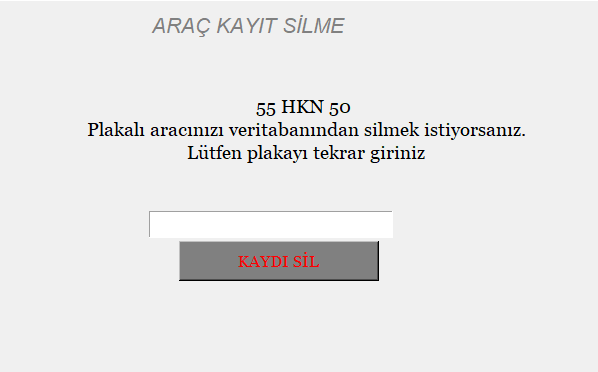 ARAÇ KAYIT SİLME
55 HKN 50
Plakalı aracınızı veritabanından silmek istiyorsanız.
Lütfen plakayı tekrar giriniz
KAYDI SİL